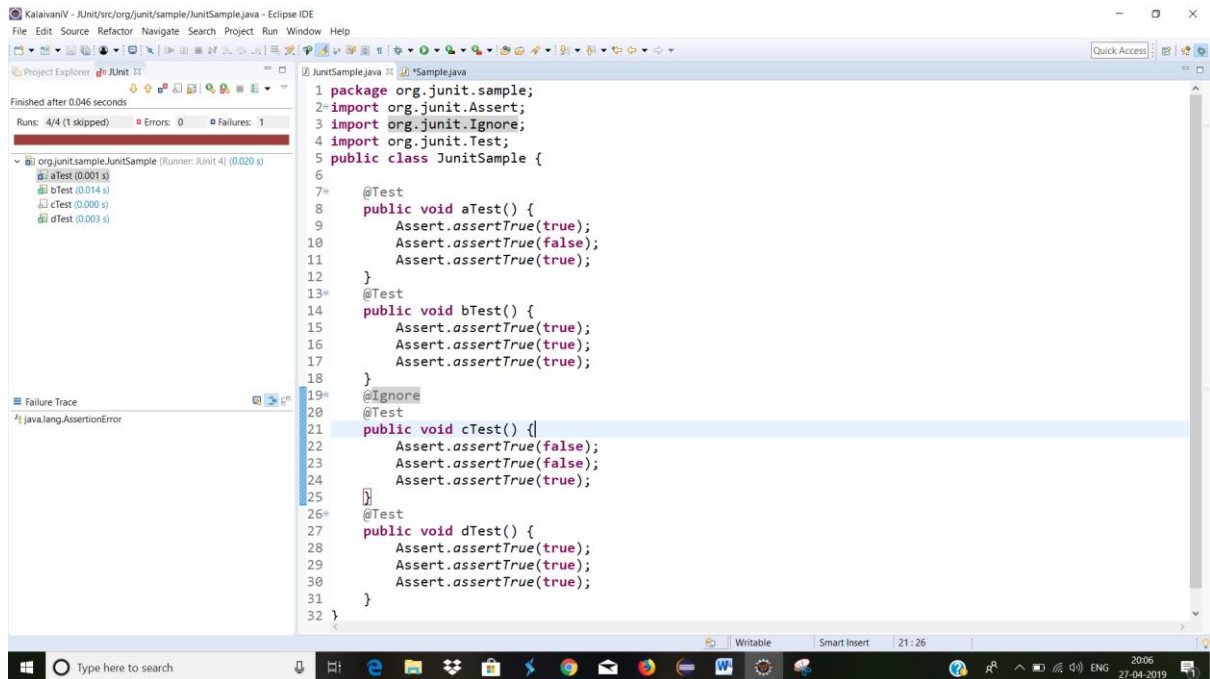 KalaivaniV - JUnit/src/org/junit/sample/JunitSample.java - Eclipse IDE
File Edit Source Refactor Navigate Search Project Run Window Help
Quick Access
Project Explorer JUnit
Finished after 0.046 seconds
Runs: 4/4 (1 skipped) Errors: 0 Failures: 1
org.junit.sample.JunitSample [Runner: JUnit 4] (0.020 s)
aTest (0.001 s)
bTest (0.014 s)
cTest (0.000 s)
dTest (0.003 s)
Failure Trace
java.lang.AssertionError
JunitSample.java *Sample.java
1 package org.junit.sample;
2 import org.junit.Assert;
3 import org.junit.Ignore;
4 import org.junit.Test;
5 public class JunitSample {
6
7 @Test
8 public void aTest() {
9 Assert.assertTrue(true);
10 Assert.assertTrue(false);
11 Assert.assertTrue(true);
12 }
13 @Test
14 public void bTest() {
15 Assert.assertTrue(true);
16 Assert.assertTrue(true);
17 Assert.assertTrue(true);
18 }
19 @Ignore
20 @Test
21 public void cTest() {
22 Assert.assertTrue(false);
23 Assert.assertTrue(false);
24 Assert.assertTrue(true);
25 }
26 @Test
27 public void dTest() {
28 Assert.assertTrue(true);
29 Assert.assertTrue(true);
30 Assert.assertTrue(true);
31 }
32 }
Writable Smart Insert 21 : 26
Type here to search
ENG 20:06
27-04-2019